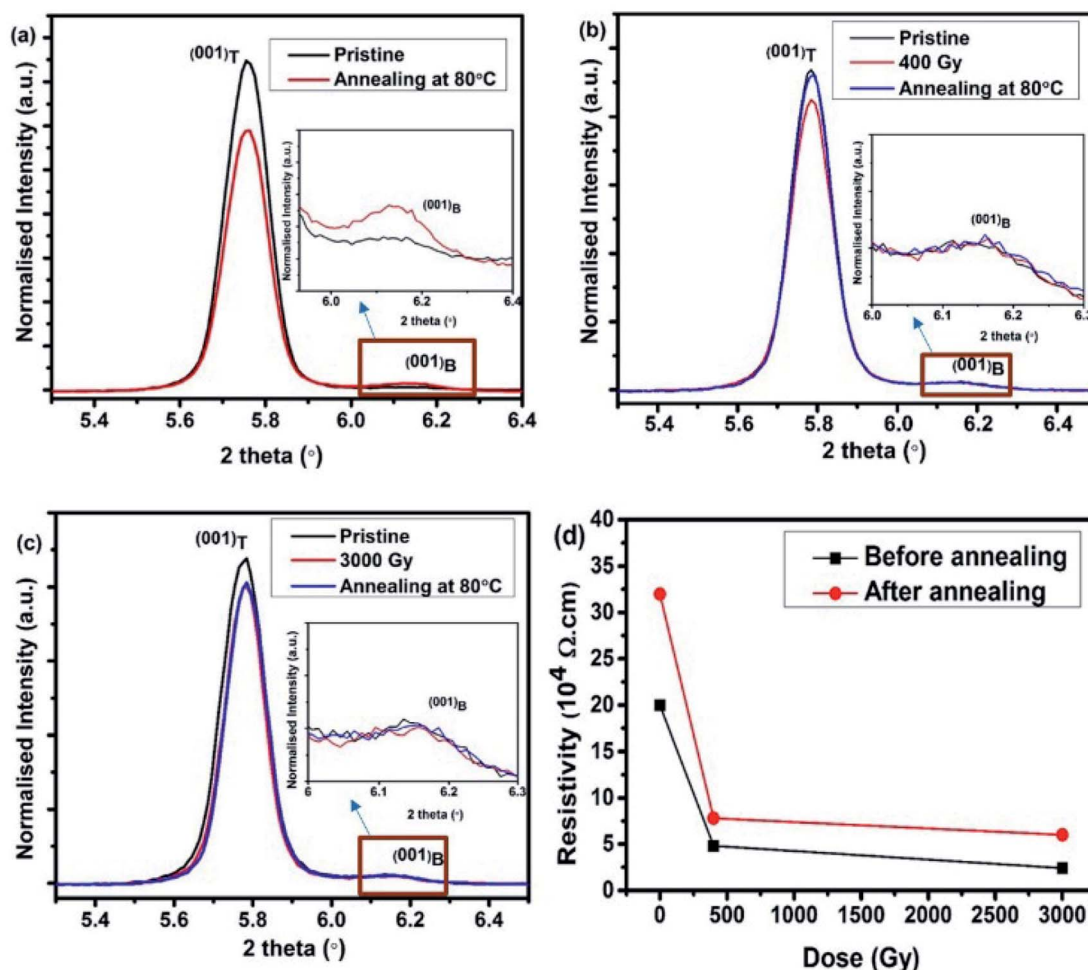 (a)
(001)T
Pristine
Annealing at 80°C
Normalised Intensity (a.u.)
Normalised Intensity (a.u.)
(001)B
6.0 6.2 6.4
2 theta (°)
(001)B
5.4 5.6 5.8 6.0 6.2 6.4
2 theta (°)
(b)
(001)T
Pristine
400 Gy
Annealing at 80°C
Normalised Intensity (a.u.)
Normalised Intensity (a.u.)
(001)B
6.0 6.1 6.2 6.3
2 theta (°)
(001)B
5.4 5.6 5.8 6.0 6.2 6.4
2 theta (°)
(c)
(001)T
Pristine
3000 Gy
Annealing at 80°C
Normalised Intensity (a.u.)
Normalised Intensity (a.u.)
(001)B
6 6.1 6.2 6.3
2 theta (°)
(001)B
5.4 5.6 5.8 6.0 6.2 6.4
2 theta (°)
(d)
Before annealing
After annealing
Resistivity (10⁴ Ω.cm)
40
35
30
25
20
15
10
5
0
0 500 1000 1500 2000 2500 3000
Dose (Gy)